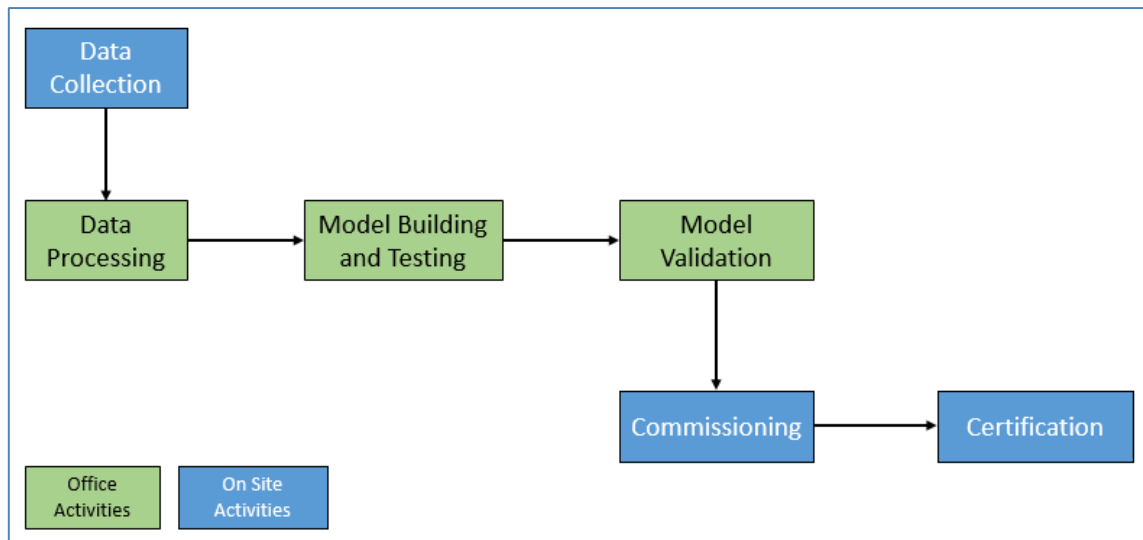 Data
Collection
Data
Processing
Model Building
and Testing
Model
Validation
Commissioning
Certification
Office
Activities
On Site
Activities